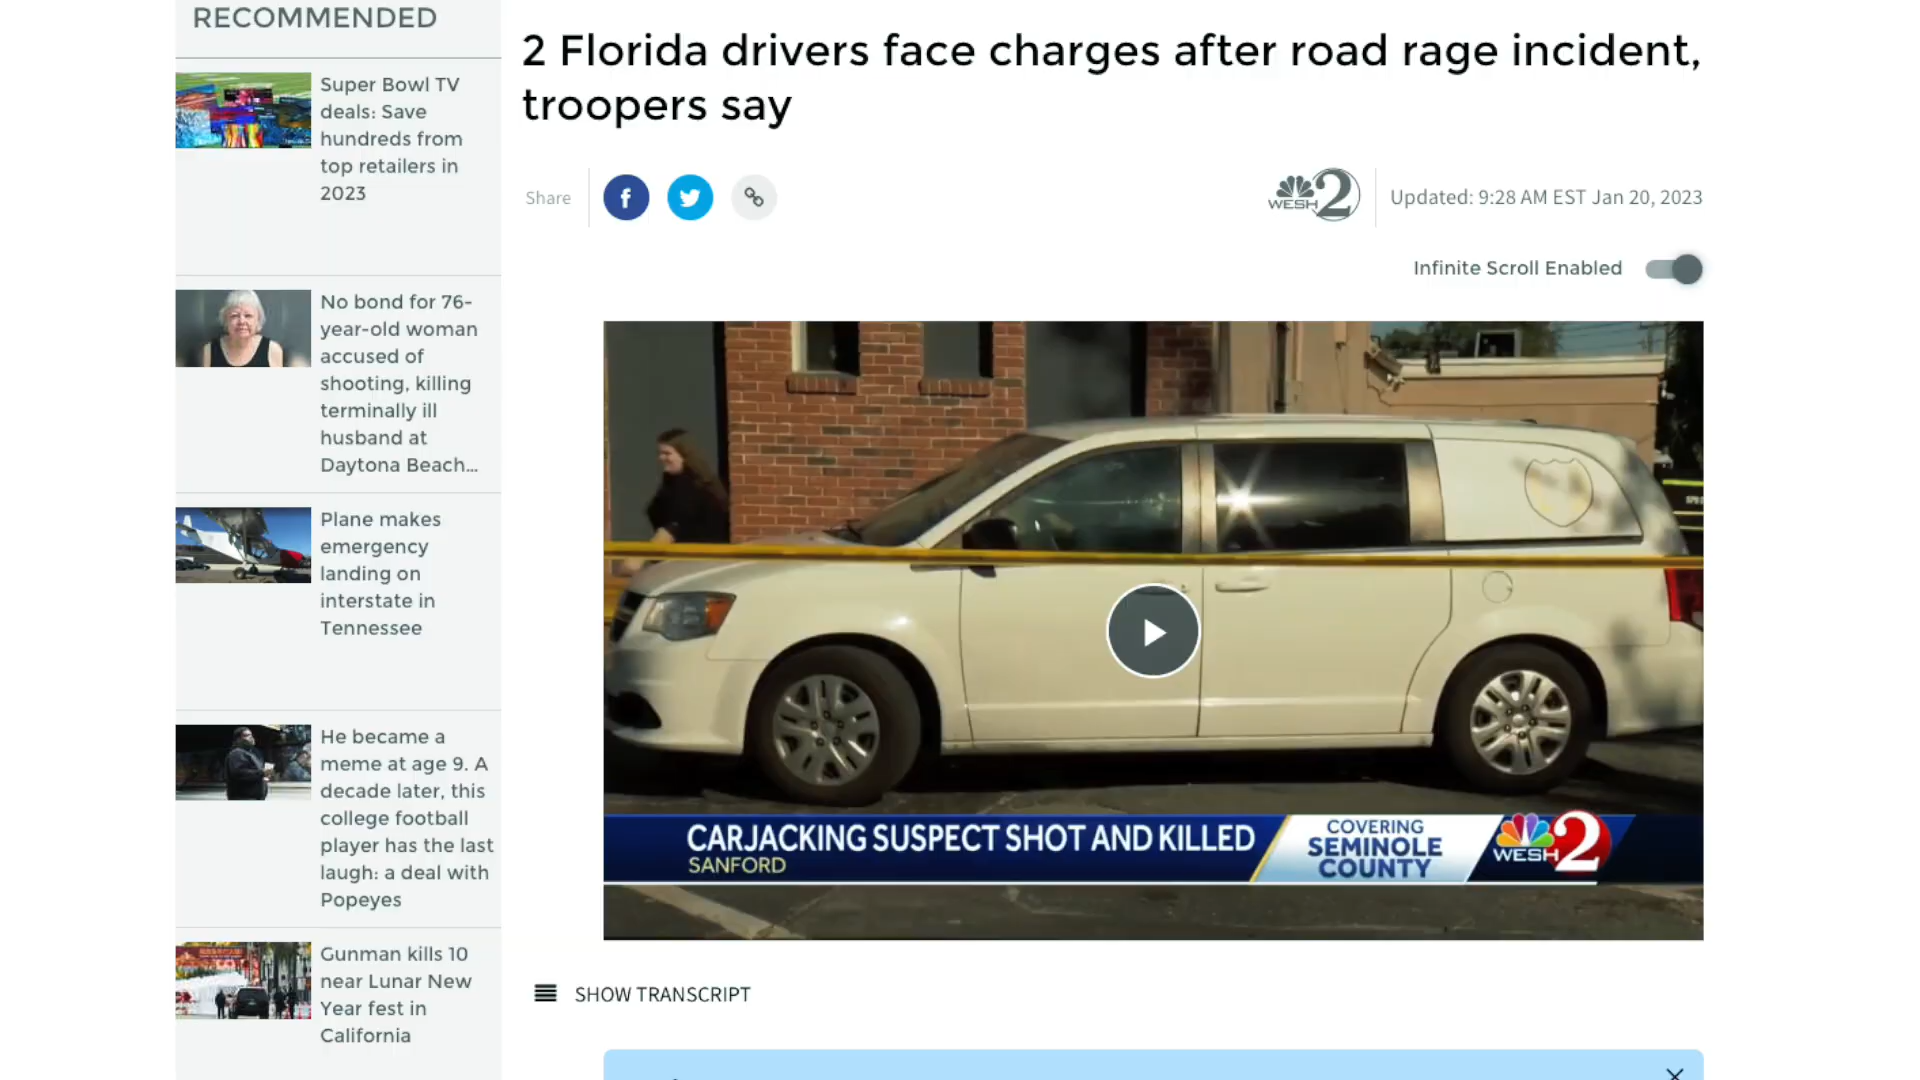 RECOMMENDED
Super Bowl TV
deals: Save
hundreds from
top retailers in
2023
No bond for 76-
year-old woman
accused of
shooting, killing
terminally ill
husband at
Daytona Beach...
Plane makes
emergency
landing on
interstate in
Tennessee
He became a
meme at age 9. A
decade later, this
college football
player has the last
laugh: a deal with
Popeyes
Gunman kills 10
near Lunar New
Year fest in
California
2 Florida drivers face charges after road rage incident,
troopers say
Share
WESH 2
Updated: 9:28 AM EST Jan 20, 2023
Infinite Scroll Enabled
CARJACKING SUSPECT SHOT AND KILLED
SANFORD
COVERING
SEMINOLE
COUNTY
WESH 2
SHOW TRANSCRIPT